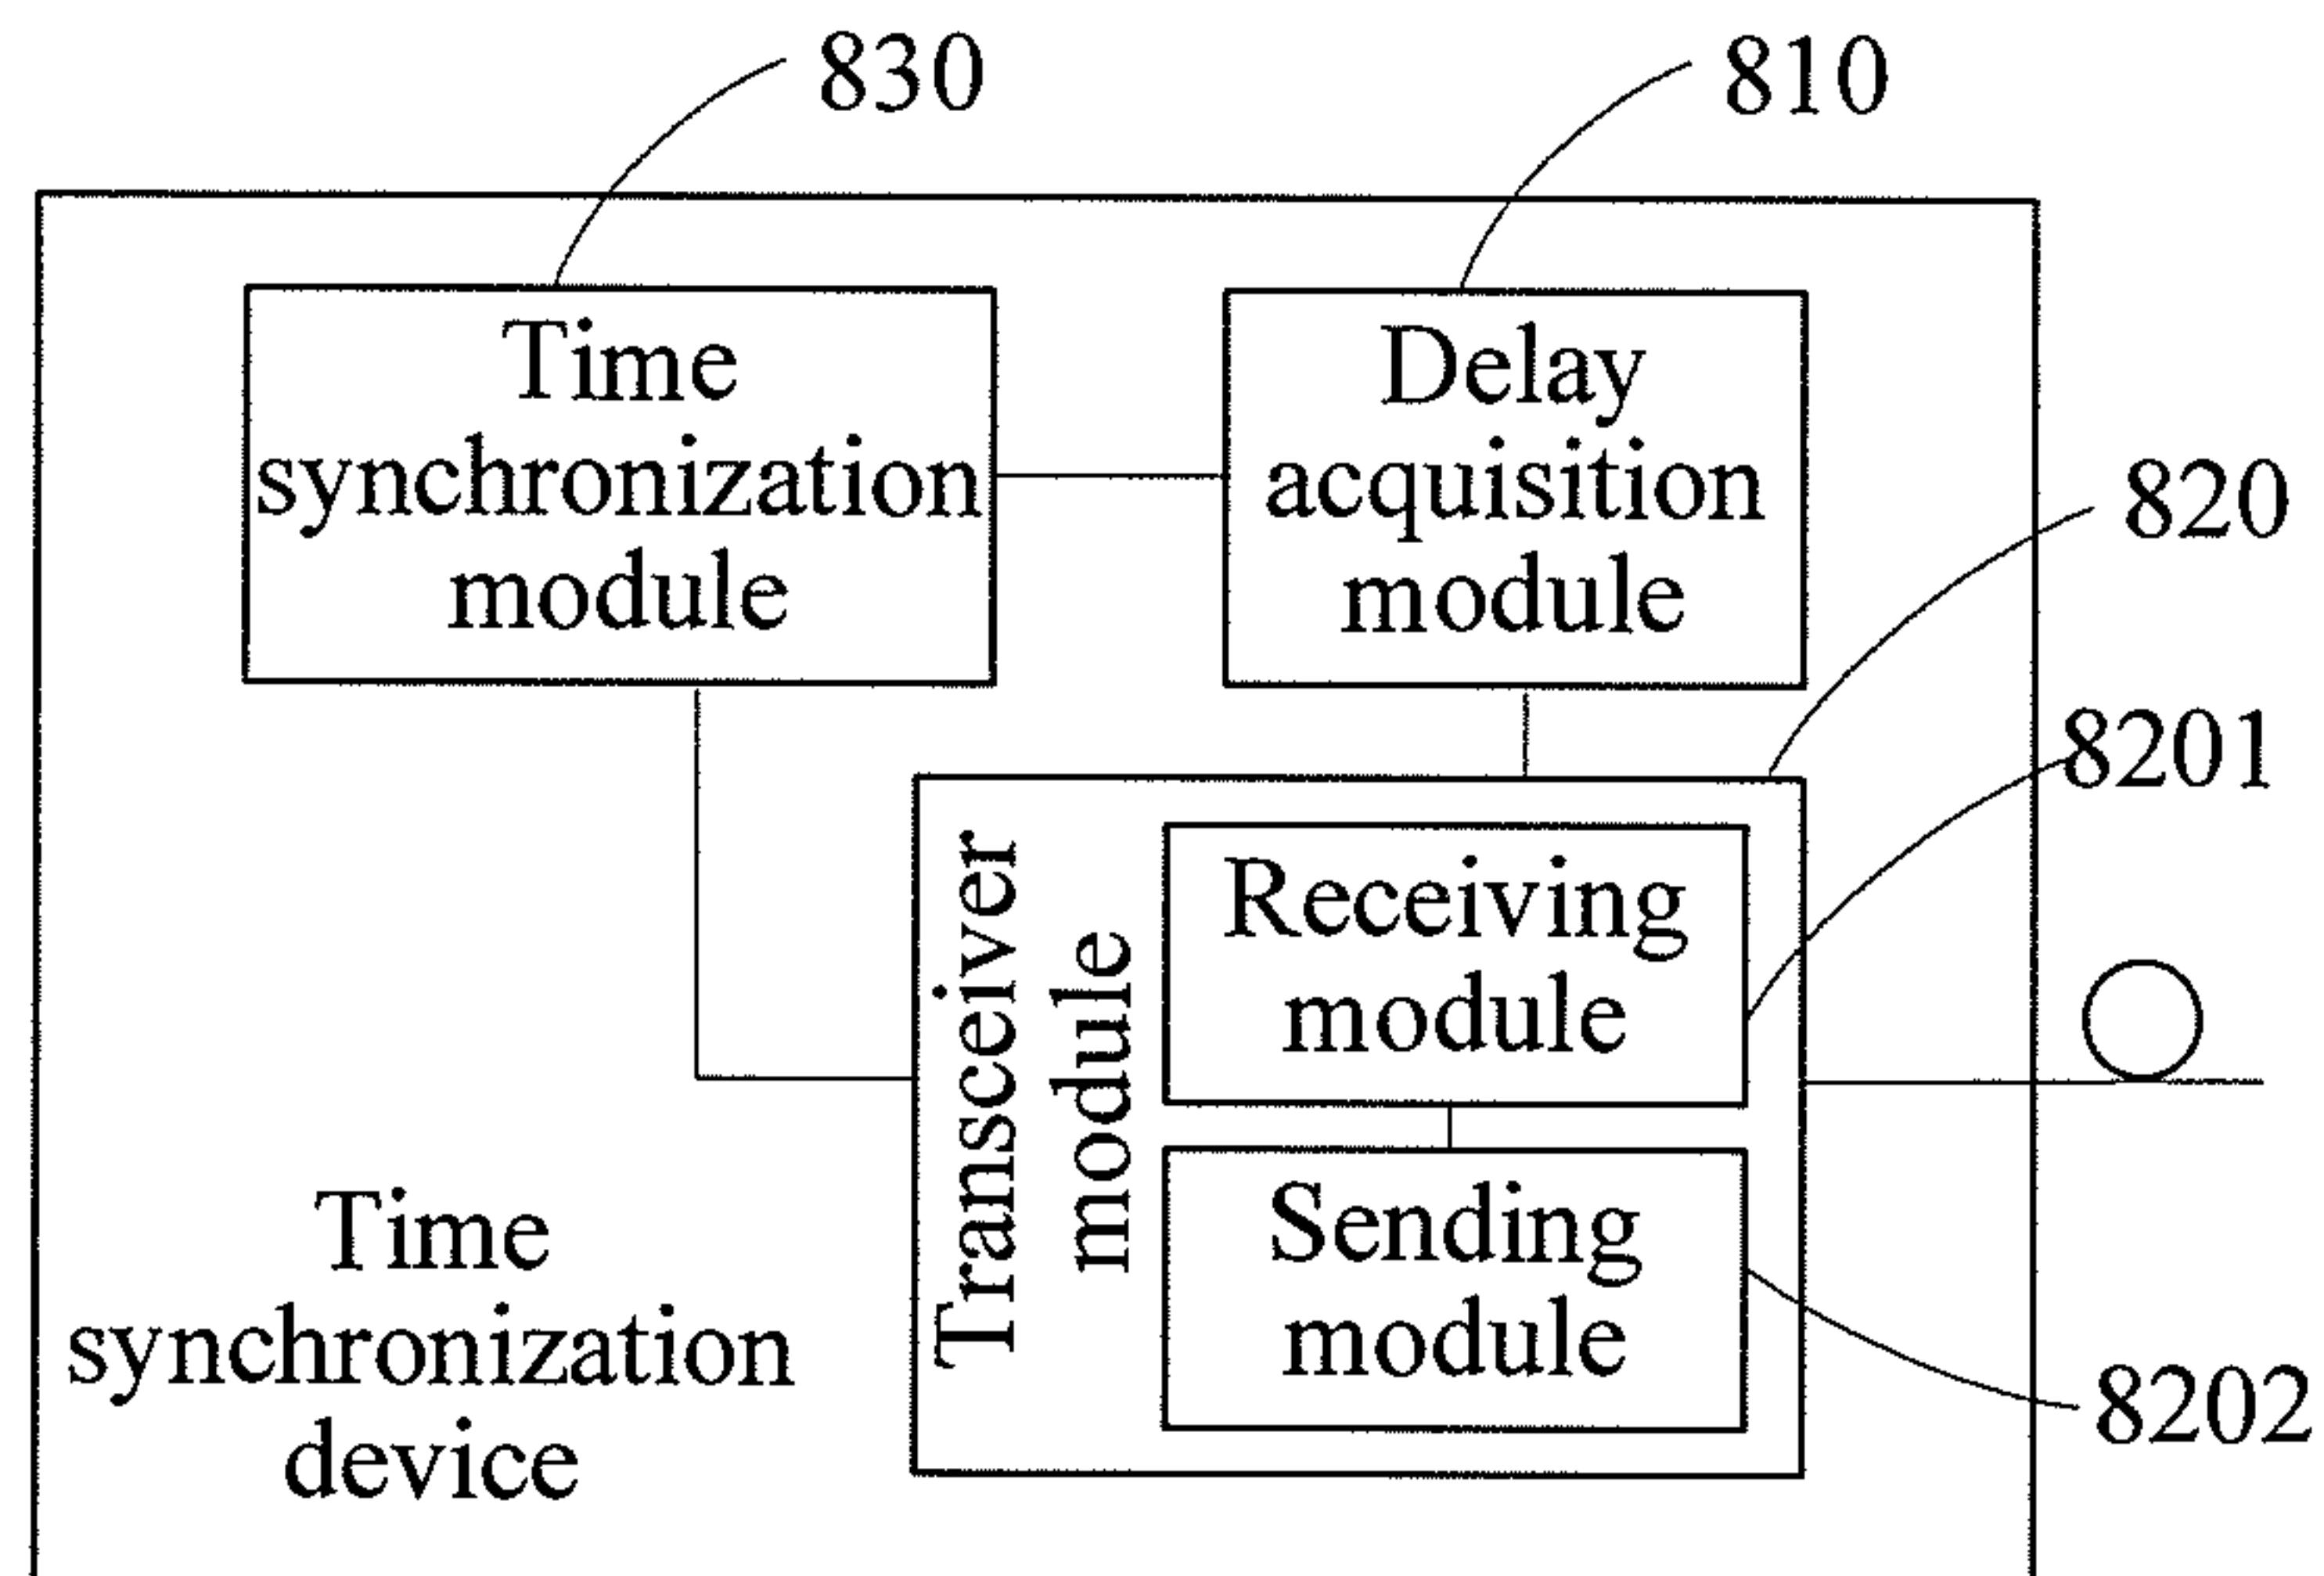 830
810
Time
synchronization
module
Delay
acquisition
module
820
8201
Transceiver
module
Receiving
module
Sending
module
8202
Time
synchronization
device